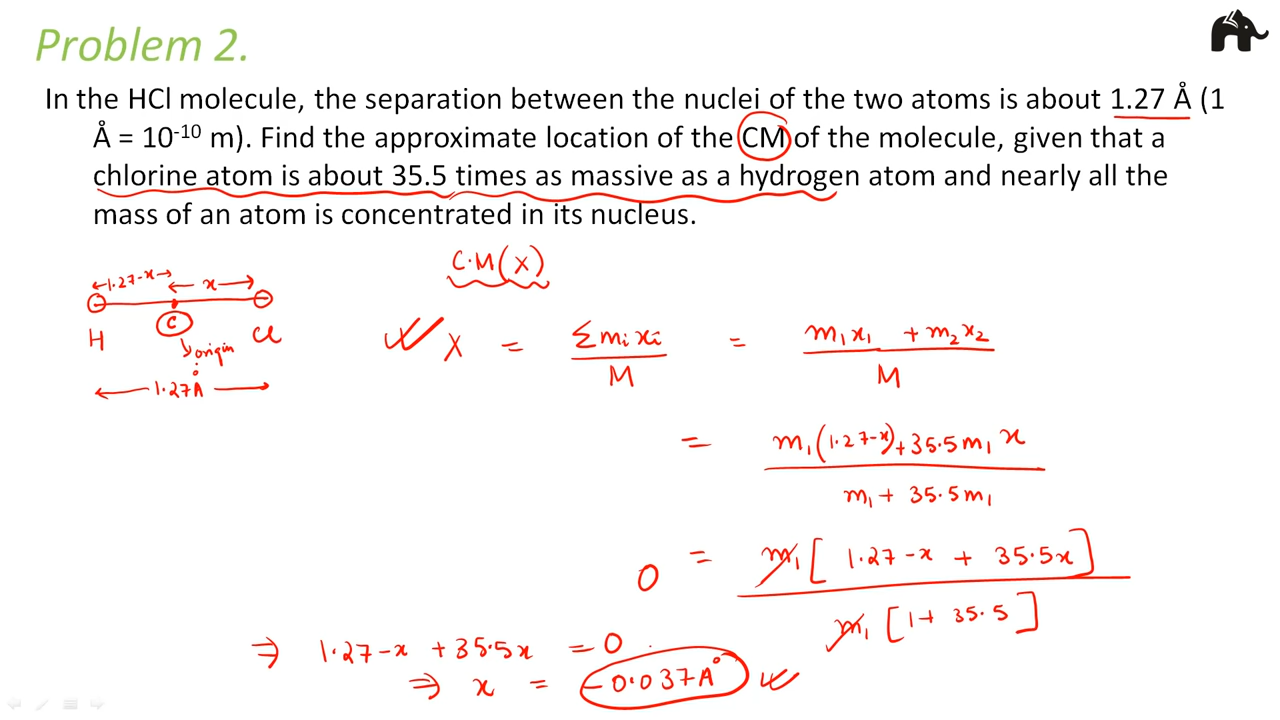 Problem 2.
In the HCl molecule, the separation between the nuclei of the two atoms is about 1.27 Å (1
Å = 10⁻¹⁰ m). Find the approximate location of the CM of the molecule, given that a
chlorine atom is about 35.5 times as massive as a hydrogen atom and nearly all the
mass of an atom is concentrated in its nucleus.
C.M(X)
1.27-x x
C
H Cl
origin
1.27Å
X = Σmᵢxᵢ / M = m₁x₁ + m₂x₂ / M
= m₁(1.27-x)+35.5m₁x / m₁ + 35.5m₁
0 = m₁[1.27-x + 35.5x] / m₁[1+ 35.5]
⇒ 1.27-x +35.5x = 0
⇒ x = -0.037A°